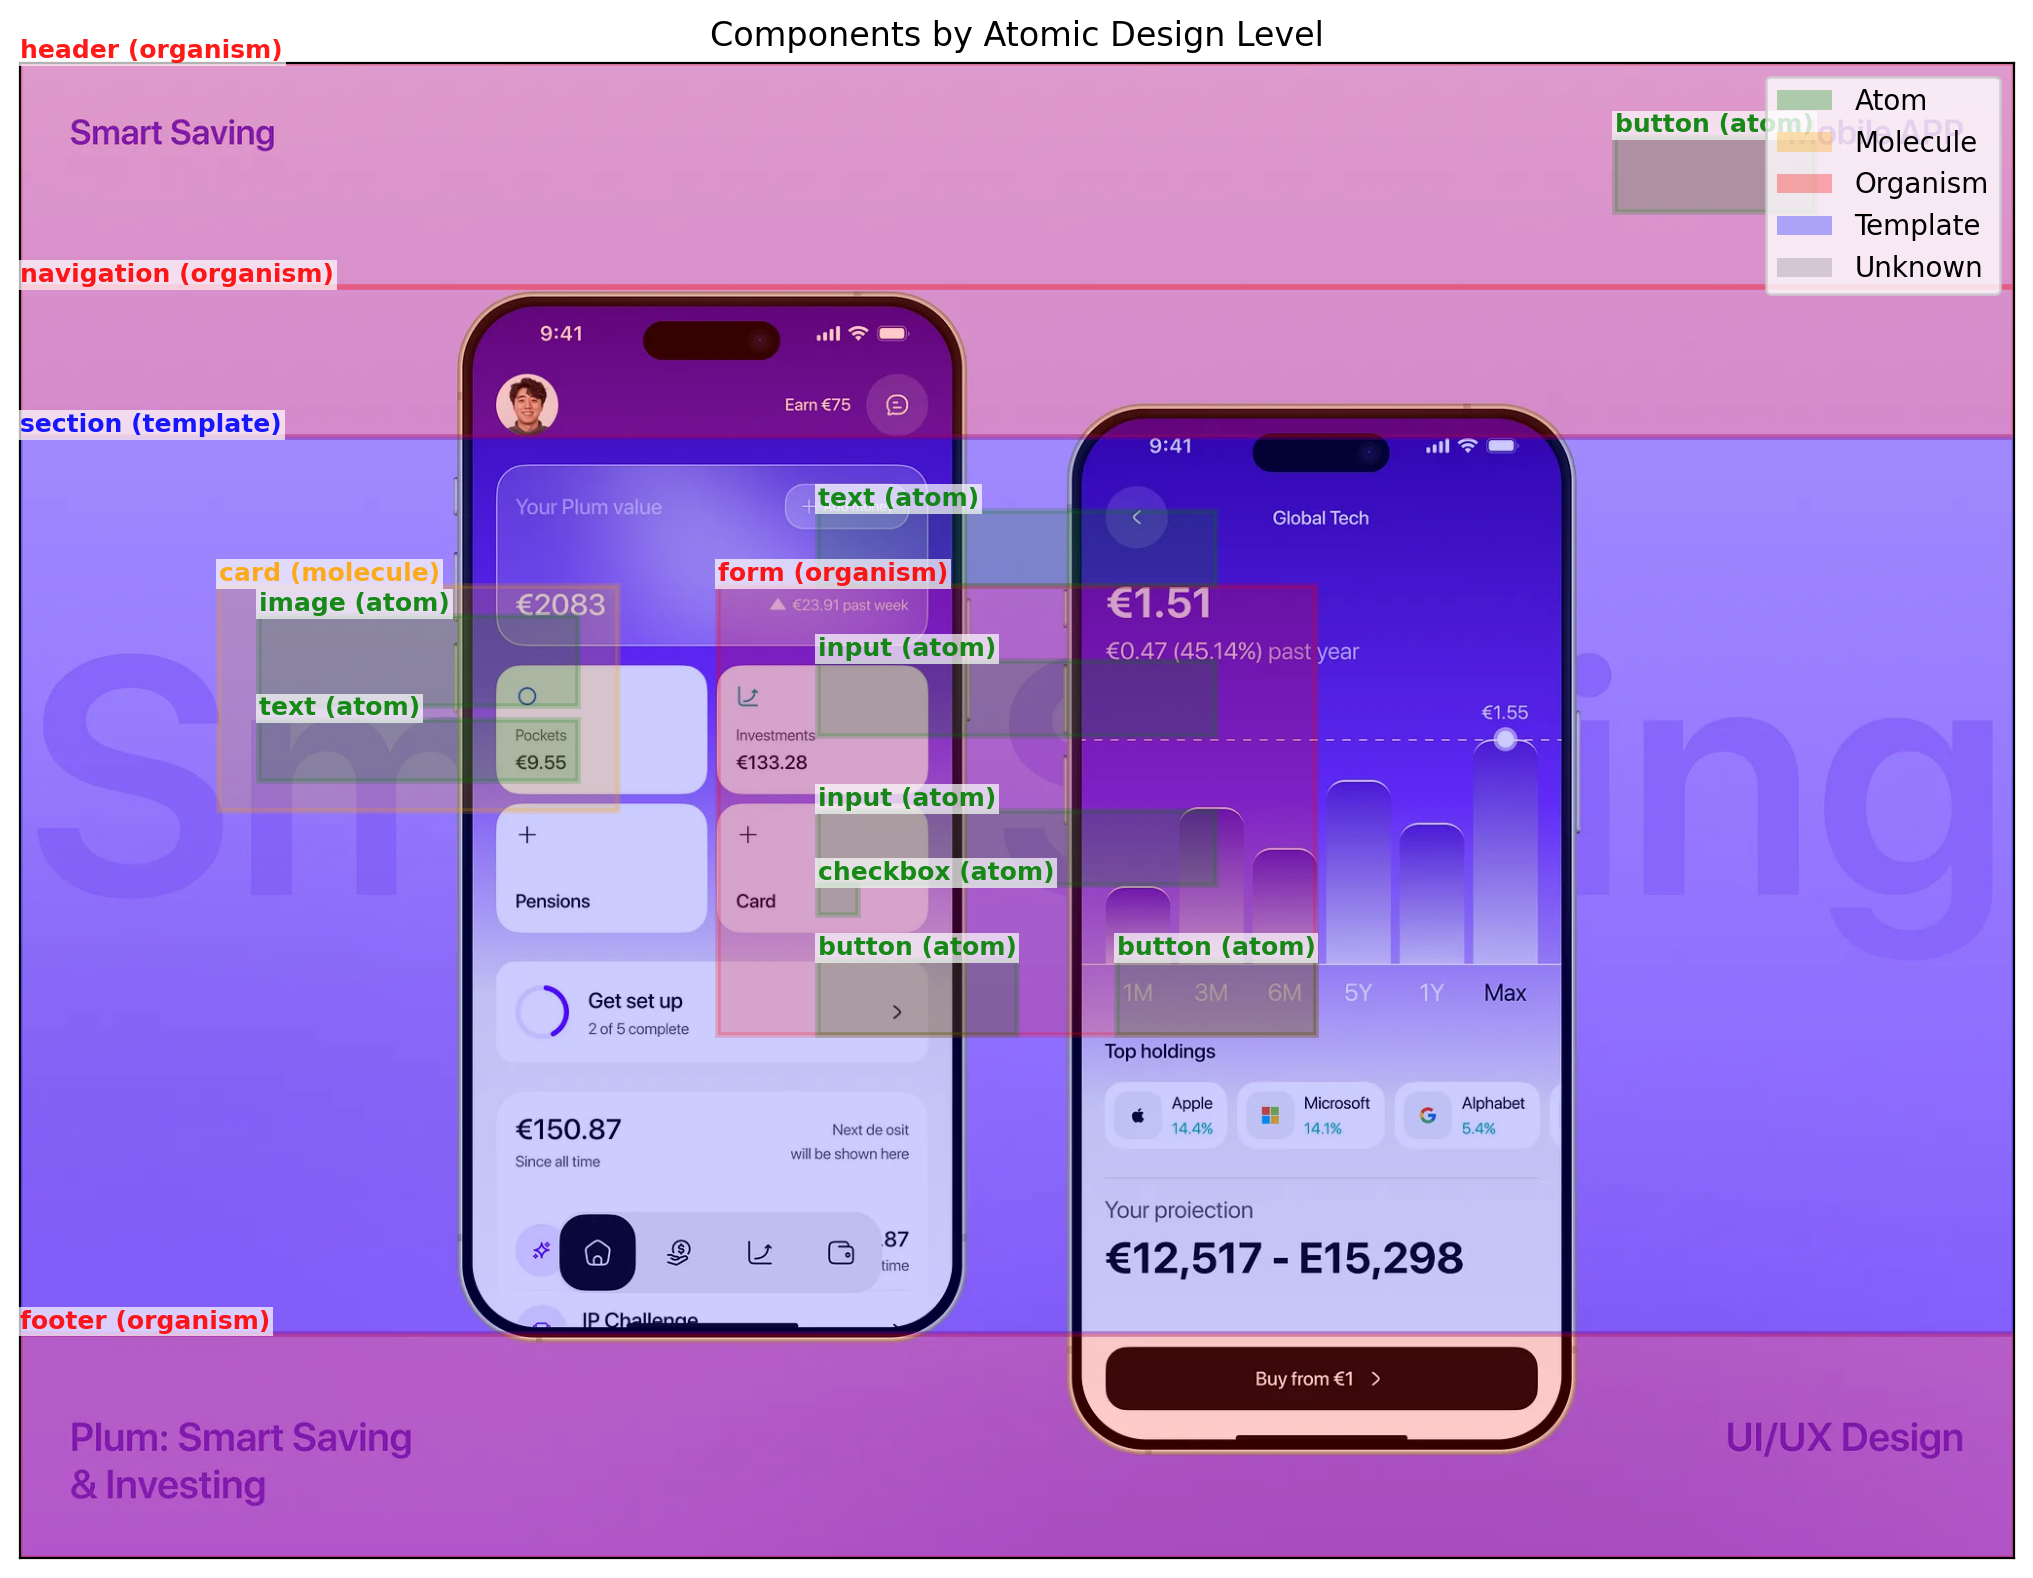 Components by Atomic Design Level
header (organism)
Smart Saving
button (atom)
Mobile APP
Atom
Molecule
Organism
Template
Unknown
navigation (organism)
9:41
Earn €75
section (template)
9:41
Your Plum value
Add money
text (atom)
Global Tech
card (molecule)
form (organism)
image (atom)
€2083
€23.91 past week
€1.51
input (atom)
€0.47 (45.14%) past year
text (atom)
€1.55
Pockets
€9.55
Investments
€133.28
Sm
S
ing
input (atom)
checkbox (atom)
Pensions
Card
button (atom)
button (atom)
Get set up
2 of 5 complete
1M 3M 6M 5Y 1Y Max
Top holdings
Apple
14.4%
Microsoft
14.1%
Alphabet
5.4%
€150.87
Since all time
Next de osit
will be shown here
Your proiection
€12,517 - E15,298
.87
time
footer (organism)
IP Challenge
Buy from €1
Plum: Smart Saving
& Investing
UI/UX Design